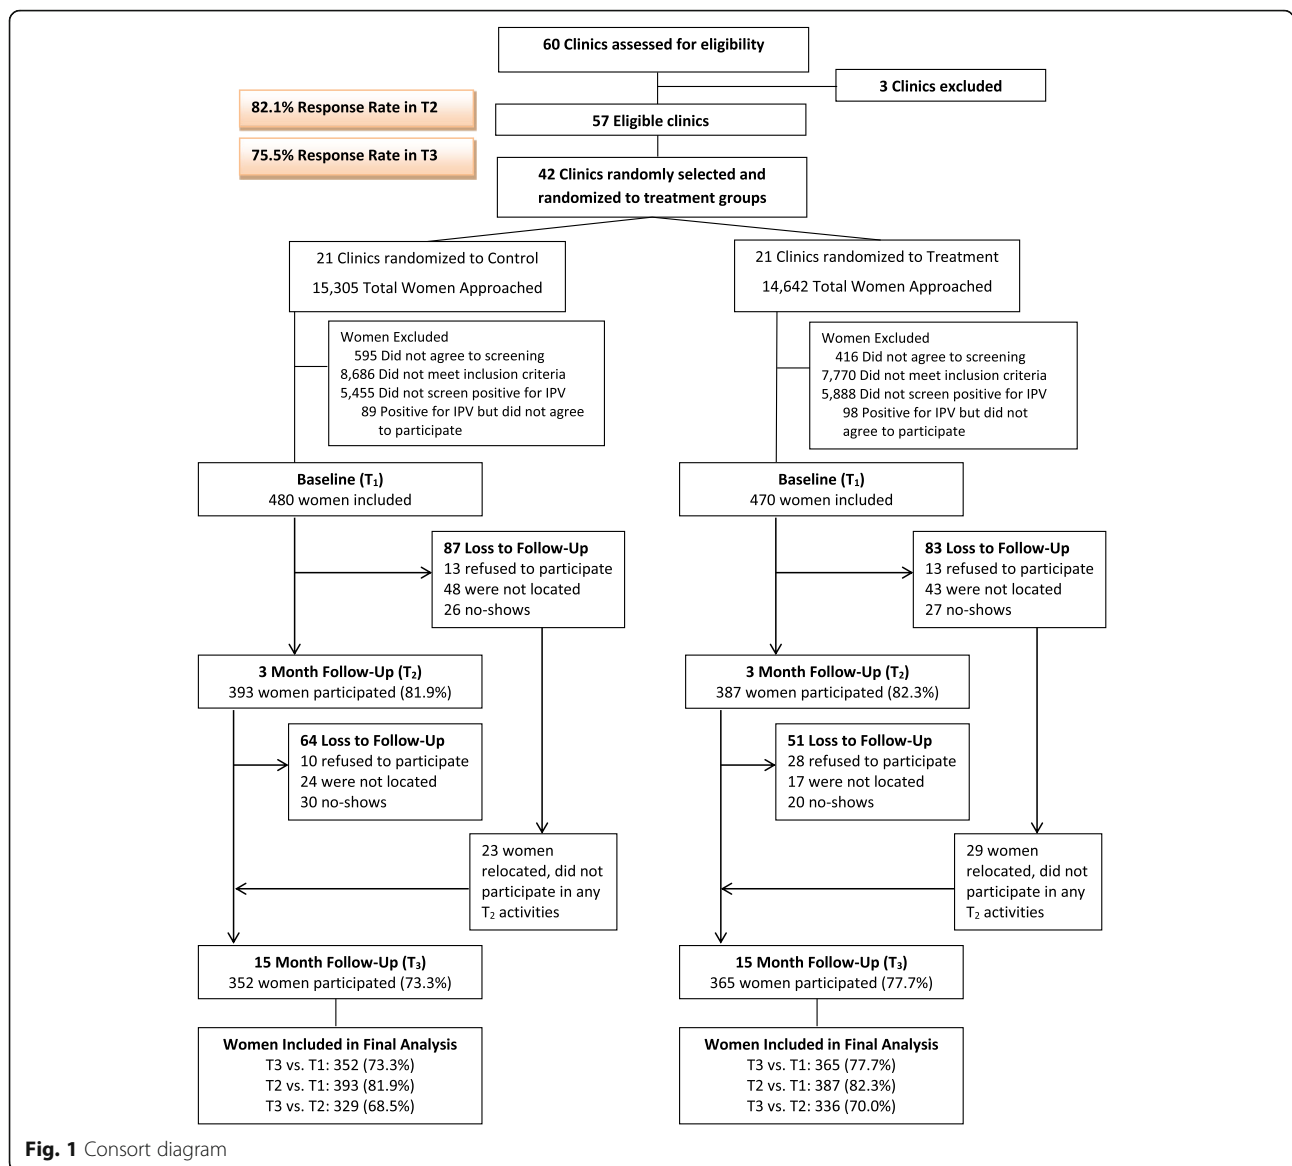 60 Clinics assessed for eligibility
3 Clinics excluded
82.1% Response Rate in T2
57 Eligible clinics
75.5% Response Rate in T3
42 Clinics randomly selected and
randomized to treatment groups
21 Clinics randomized to Control
15,305 Total Women Approached
21 Clinics randomized to Treatment
14,642 Total Women Approached
Women Excluded
595 Did not agree to screening
8,686 Did not meet inclusion criteria
5,455 Did not screen positive for IPV
89 Positive for IPV but did not agree
to participate
Women Excluded
416 Did not agree to screening
7,770 Did not meet inclusion criteria
5,888 Did not screen positive for IPV
98 Positive for IPV but did not
agree to participate
Baseline (T₁)
480 women included
Baseline (T₁)
470 women included
87 Loss to Follow-Up
13 refused to participate
48 were not located
26 no-shows
83 Loss to Follow-Up
13 refused to participate
43 were not located
27 no-shows
3 Month Follow-Up (T₂)
393 women participated (81.9%)
3 Month Follow-Up (T₂)
387 women participated (82.3%)
64 Loss to Follow-Up
10 refused to participate
24 were not located
30 no-shows
51 Loss to Follow-Up
28 refused to participate
17 were not located
20 no-shows
23 women
relocated, did not
participate in any
T₂ activities
29 women
relocated, did not
participate in any
T₂ activities
15 Month Follow-Up (T₃)
352 women participated (73.3%)
15 Month Follow-Up (T₃)
365 women participated (77.7%)
Women Included in Final Analysis
T3 vs. T1: 352 (73.3%)
T2 vs. T1: 393 (81.9%)
T3 vs. T2: 329 (68.5%)
Women Included in Final Analysis
T3 vs. T1: 365 (77.7%)
T2 vs. T1: 387 (82.3%)
T3 vs. T2: 336 (70.0%)
Fig. 1 Consort diagram